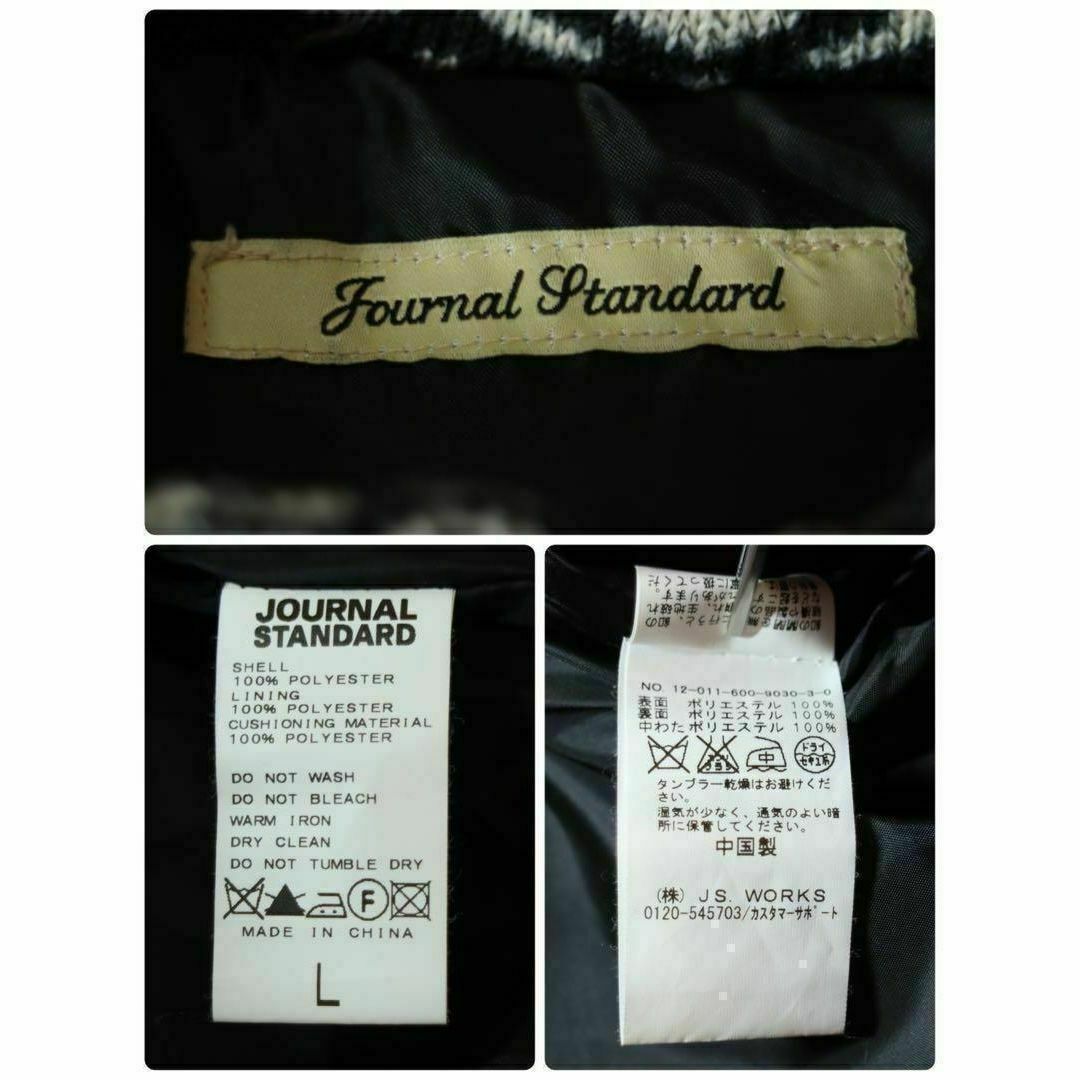 Journal Standard
JOURNAL
STANDARD
SHELL
100% POLYESTER
LINING
100% POLYESTER
CUSHIONING MATERIAL
100% POLYESTER
DO NOT WASH
DO NOT BLEACH
WARM IRON
DRY CLEAN
DO NOT TUMBLE DRY
F
MADE IN CHINA
L
NO. 12-011-600-9030-3-0
表面 ポリエステル 100%
裏面 ポリエステル 100%
中わた ポリエステル 100%
中
ドライ
セキユ系
タンブラー乾燥はお避けくだ
さい。
湿気が少なく、通気のよい暗
所に保管してください。
中国製
(株) J.S. WORKS
0120-545703/カスタマーサポート